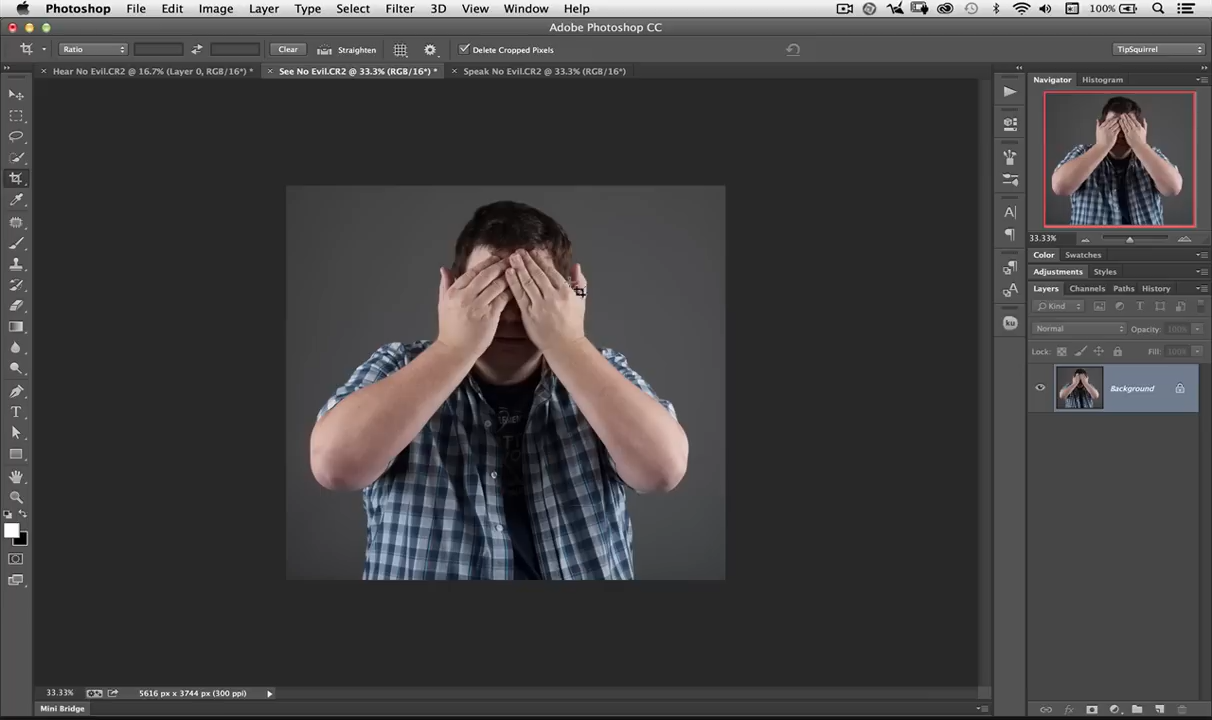 Photoshop File Edit Image Layer Type Select Filter 3D View Window Help 100%
Adobe Photoshop CC
Ratio Clear Straighten Delete Cropped Pixels TipSquirrel
Hear No Evil.CR2 @ 16.7% (Layer 0, RGB/16*) * See No Evil.CR2 @ 33.3% (RGB/16*) * Speak No Evil.CR2 @ 33.3% (RGB/16*)
Navigator Histogram
33.33%
Color Swatches
Adjustments Styles
Layers Channels Paths History
Kind
Normal Opacity: 100%
Lock: Fill: 100%
Background
ku
33.33% 5616 px x 3744 px (300 ppi)
Mini Bridge